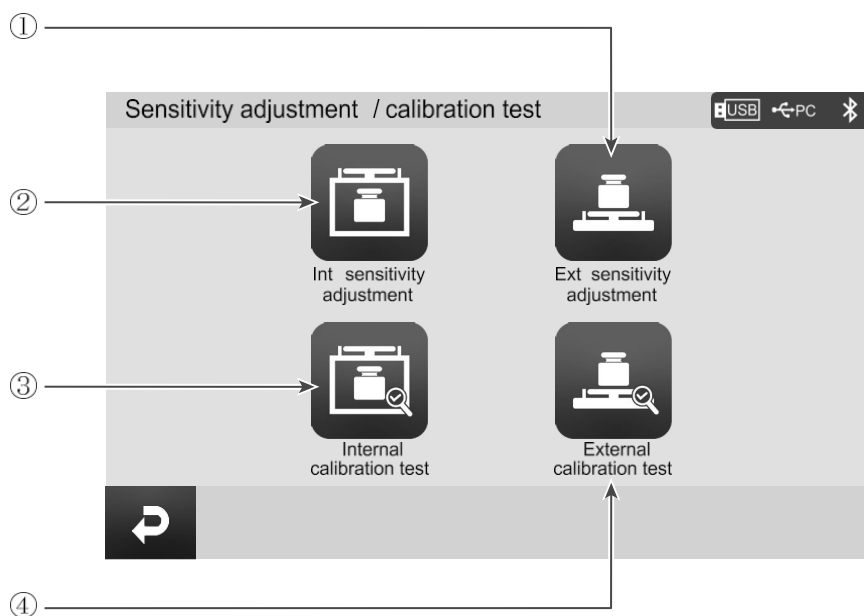 ①
Sensitivity adjustment / calibration test
USB PC
②
Int sensitivity
adjustment
Ext sensitivity
adjustment
③
Internal
calibration test
External
calibration test
④